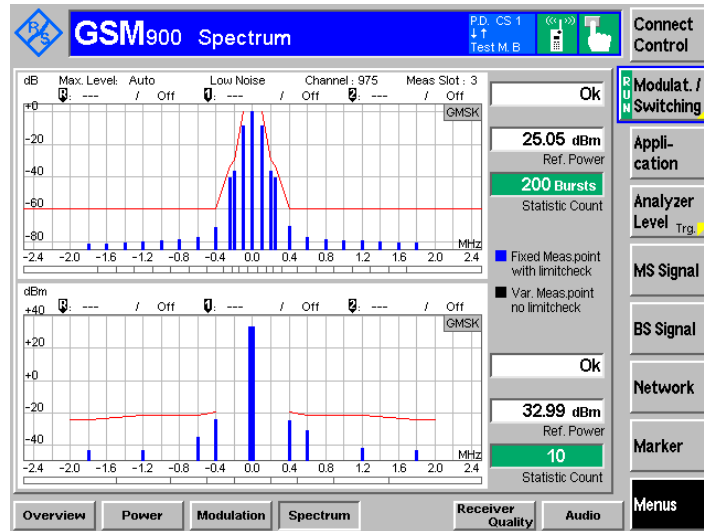 GSM900 Spectrum
P.D. CS 1
Test M. B
Connect Control
RUN
Modulat. / Switching
Appli-
cation
Analyzer Level Trg.
MS Signal
BS Signal
Network
Marker
Menus
dB Max. Level: Auto Low Noise Channel : 975 Meas Slot : 3
R: --- / Off 1: --- / Off 2: --- / Off
GMSK
+0
-20
-40
-60
-80
MHz
-2.4 -2.0 -1.6 -1.2 -0.8 -0.4 0.0 0.4 0.8 1.2 1.6 2.0 2.4
Ok
25.05 dBm
Ref. Power
200 Bursts
Statistic Count
Fixed Meas.point
with limitcheck
Var. Meas.point
no limitcheck
dBm
R: --- / Off 1: --- / Off 2: --- / Off
GMSK
+40
+20
+0
-20
-40
MHz
-2.4 -2.0 -1.6 -1.2 -0.8 -0.4 0.0 0.4 0.8 1.2 1.6 2.0 2.4
Ok
32.99 dBm
Ref. Power
10
Statistic Count
Overview Power Modulation Spectrum Receiver Quality Audio